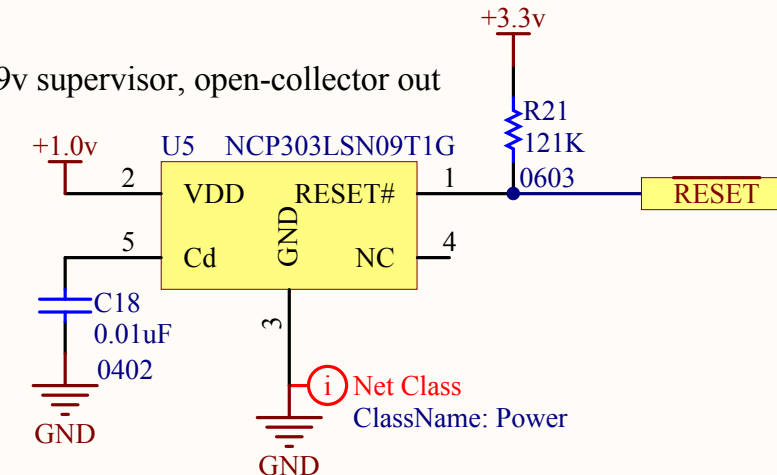 +3.3v
9v supervisor, open-collector out
R21
+1.0v
U5 NCP303LSN09T1G
121K
2 VDD RESET# 1
0603
RESET
GND
5 Cd NC 4
C18
0.01uF
3
0402
i Net Class
ClassName: Power
GND
GND